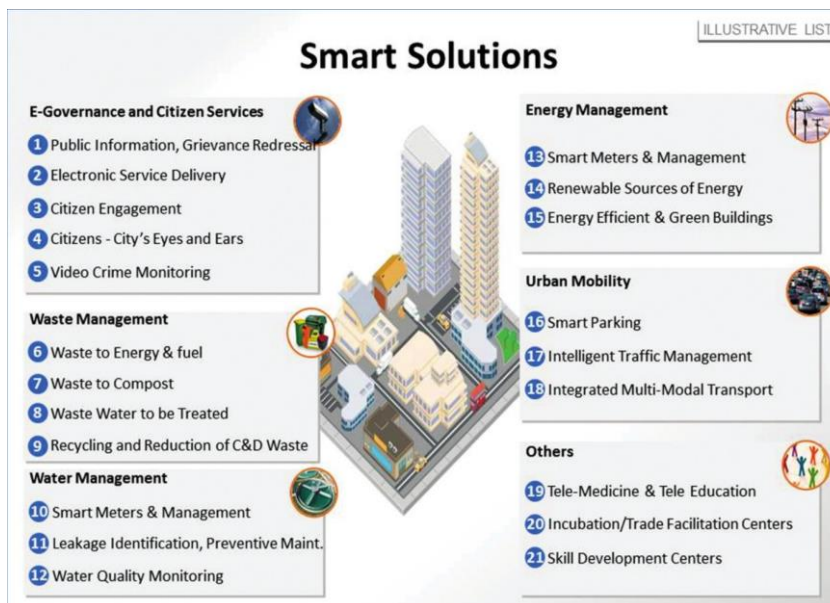 ILLUSTRATIVE LIST
Smart Solutions
E-Governance and Citizen Services
1 Public Information, Grievance Redressal
2 Electronic Service Delivery
3 Citizen Engagement
4 Citizens - City's Eyes and Ears
5 Video Crime Monitoring
Waste Management
6 Waste to Energy & fuel
7 Waste to Compost
8 Waste Water to be Treated
9 Recycling and Reduction of C&D Waste
Water Management
10 Smart Meters & Management
11 Leakage Identification, Preventive Maint.
12 Water Quality Monitoring
Energy Management
13 Smart Meters & Management
14 Renewable Sources of Energy
15 Energy Efficient & Green Buildings
Urban Mobility
16 Smart Parking
17 Intelligent Traffic Management
18 Integrated Multi-Modal Transport
Others
19 Tele-Medicine & Tele Education
20 Incubation/Trade Facilitation Centers
21 Skill Development Centers